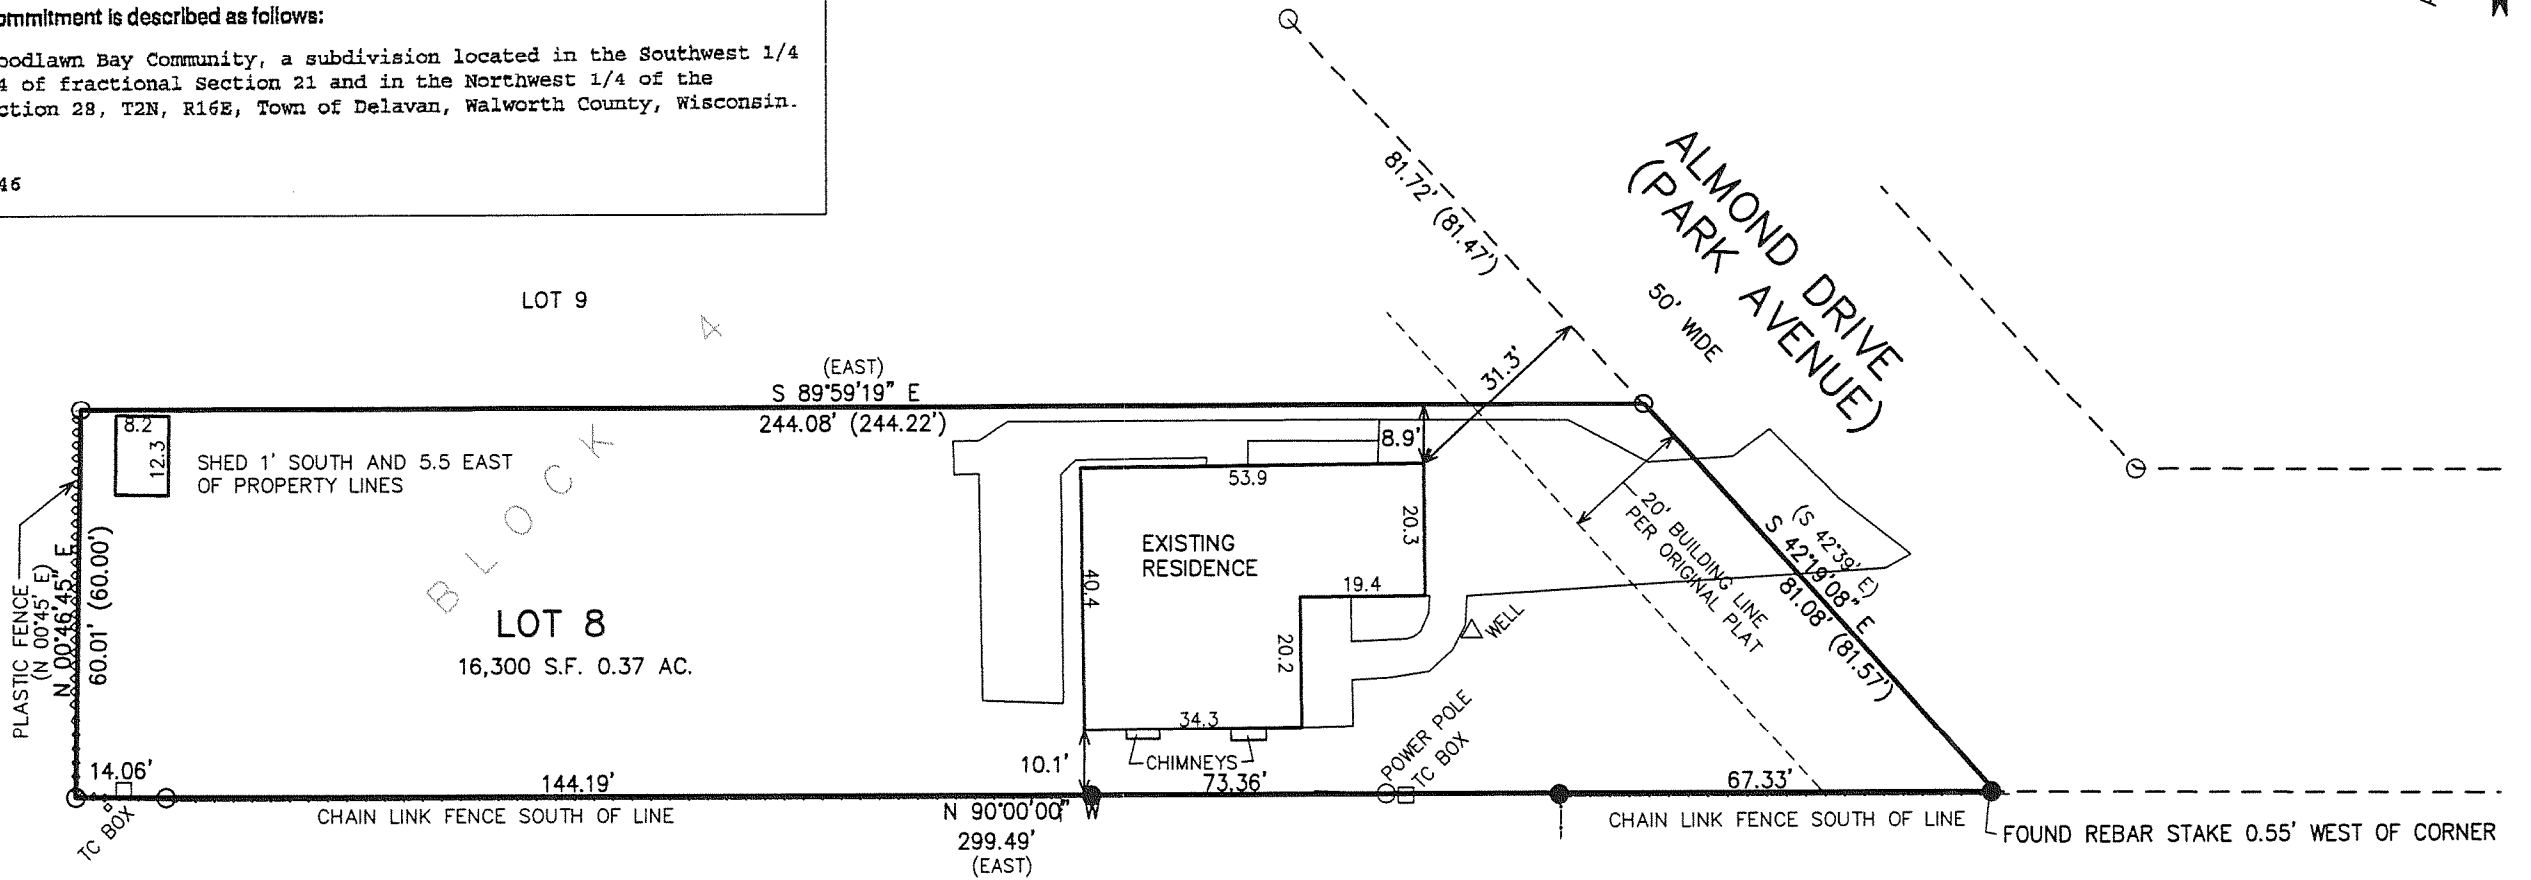 ommitment is described as follows:
oodlawn Bay Community, a subdivision located in the Southwest 1/4
4 of fractional Section 21 and in the Northwest 1/4 of the
ction 28, T2N, R16E, Town of Delavan, Walworth County, Wisconsin.
46
81.72' (81.47')
ALMOND DRIVE
(PARK AVENUE)
50' WIDE
LOT 9
BLOCK 4
(EAST)
S 89°59'19" E
244.08' (244.22')
31.3'
8.9'
8.2
12.3
SHED 1' SOUTH AND 5.5 EAST
OF PROPERTY LINES
53.9
20.3
EXISTING
RESIDENCE
40.4
19.4
20.2
34.3
20' BUILDING LINE
PER ORIGINAL PLAT
(S 42°39' E)
S 42°19'08" E
81.08' (81.57')
PLASTIC FENCE
(N 00°45' E)
N 00°46'45" E
60.01' (60.00')
LOT 8
16,300 S.F. 0.37 AC.
WELL
POWER POLE
TC BOX
CHIMNEYS
10.1'
14.06'
144.19'
73.36'
67.33'
TC BOX
CHAIN LINK FENCE SOUTH OF LINE
N 90°00'00" W
299.49'
(EAST)
CHAIN LINK FENCE SOUTH OF LINE
FOUND REBAR STAKE 0.55' WEST OF CORNER